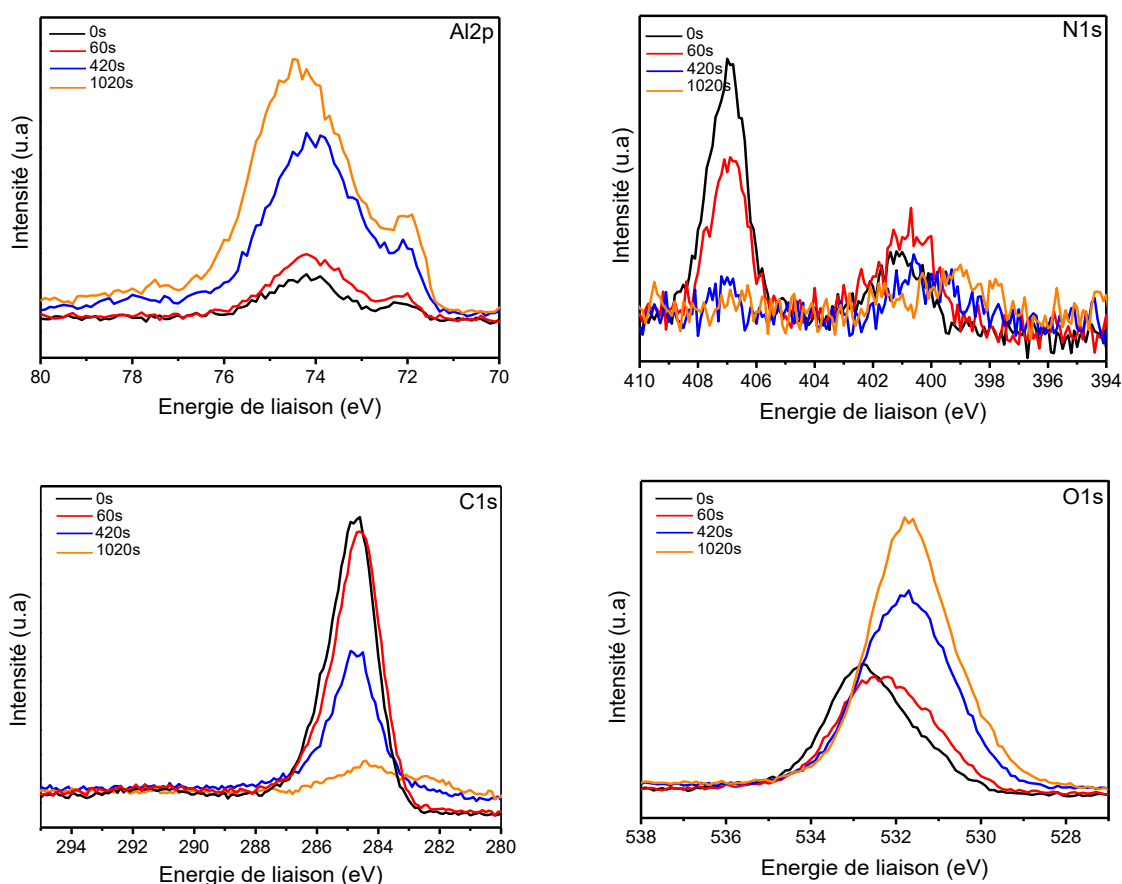 Al2p
0s
60s
420s
1020s
Intensité (u.a)
80 78 76 74 72 70
Energie de liaison (eV)
N1s
0s
60s
420s
1020s
Intensité (u.a)
410 408 406 404 402 400 398 396 394
Energie de liaison (eV)
C1s
0s
60s
420s
1020s
Intensité (u.a)
294 292 290 288 286 284 282 280
Energie de liaison (eV)
O1s
0s
60s
420s
1020s
Intensité (u.a)
538 536 534 532 530 528
Energie de liaison (eV)